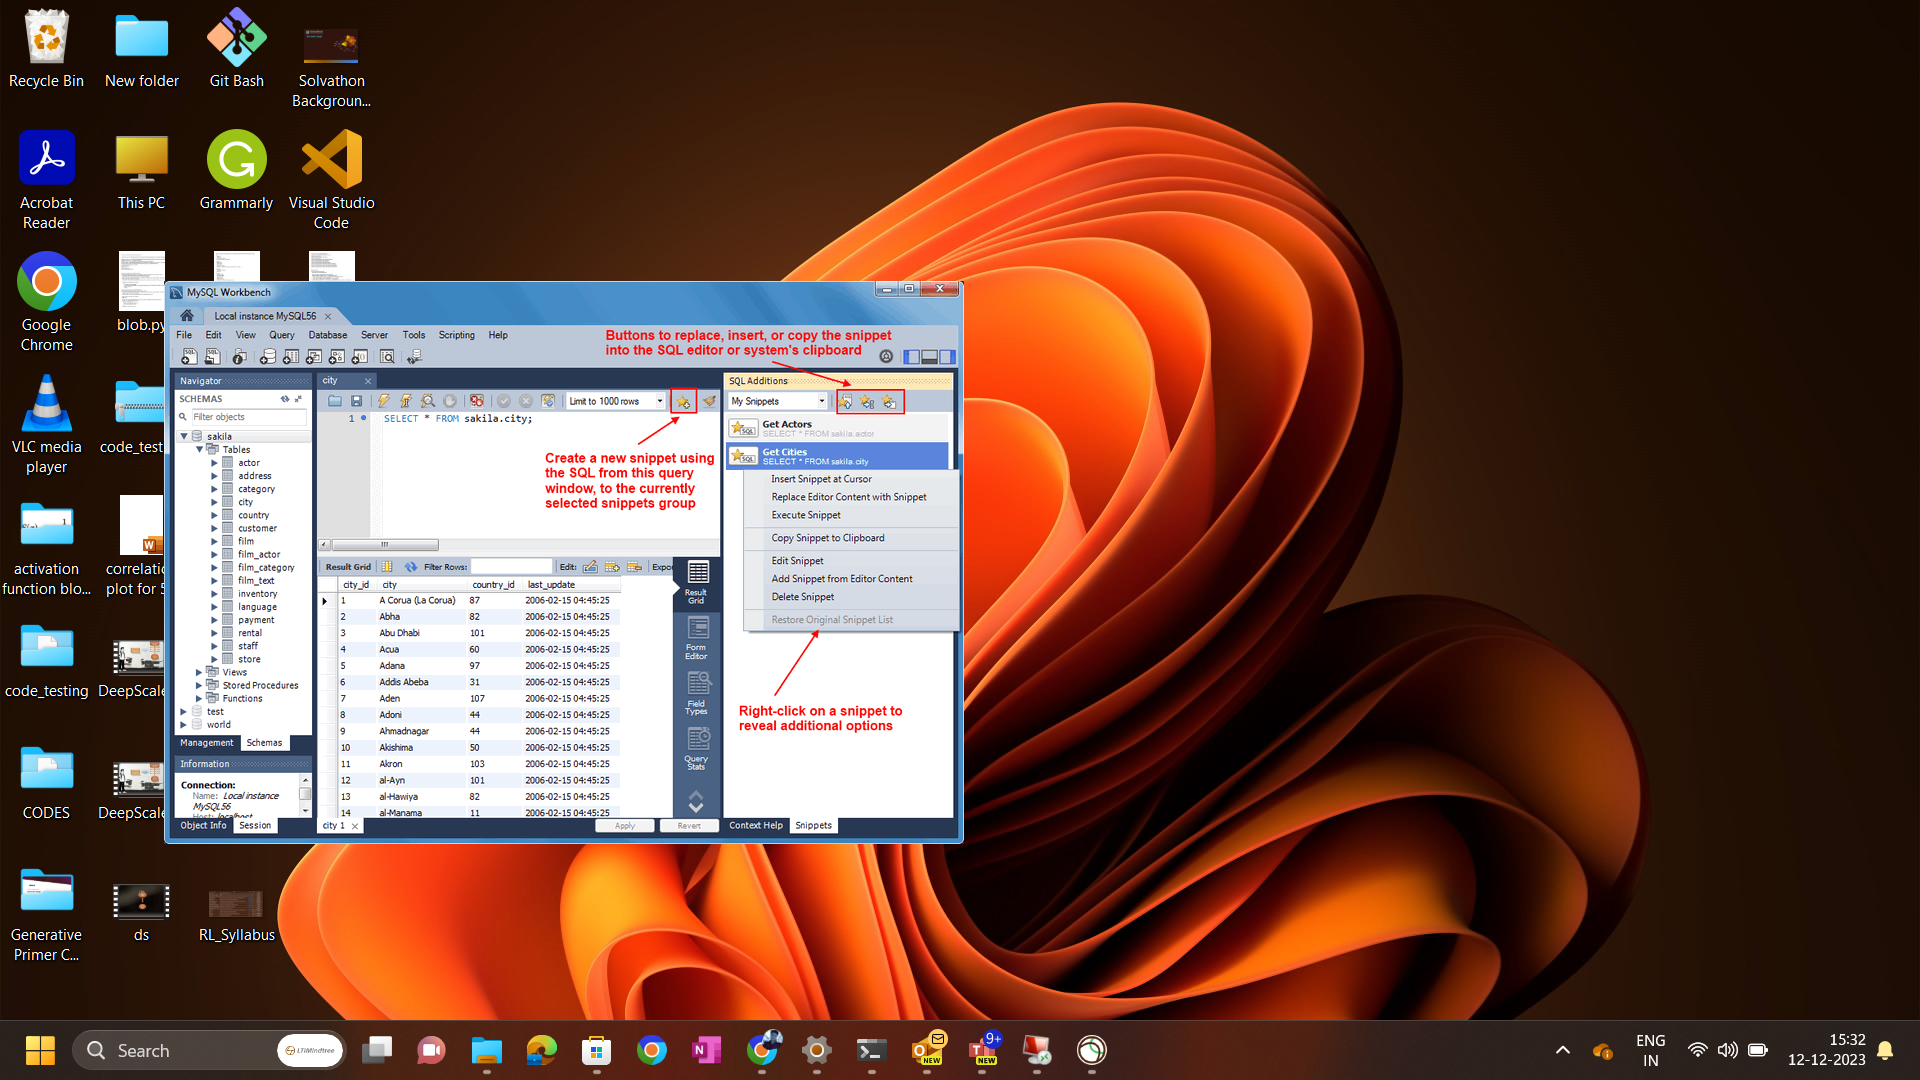 Recycle Bin
New folder
Git Bash
Solvathon
Backgroun...
Acrobat
Reader
This PC
Grammarly
Visual Studio
Code
Google
Chrome
blob.py
VLC media
player
code_test
activation
function blo...
correlatio
plot for 5
code_testing
DeepScale
CODES
DeepScale
Generative
Primer C...
ds
RL_Syllabus
MySQL Workbench
Local instance MySQL56
File Edit View Query Database Server Tools Scripting Help
Buttons to replace, insert, or copy the snippet
into the SQL editor or system's clipboard
Navigator
SCHEMAS
Filter objects
sakila
Tables
actor
address
category
city
country
customer
film
film_actor
film_category
film_text
inventory
language
payment
rental
staff
store
Views
Stored Procedures
Functions
test
world
Management Schemas
Information
Connection:
Name: Local instance
MySQL56
Host: localhost
Object Info Session
city
Limit to 1000 rows
1 SELECT * FROM sakila.city;
Create a new snippet using
the SQL from this query
window, to the currently
selected snippets group
Result Grid Filter Rows: Edit: Expor
city_id city country_id last_update
1 A Corua (La Corua) 87 2006-02-15 04:45:25
2 Abha 82 2006-02-15 04:45:25
3 Abu Dhabi 101 2006-02-15 04:45:25
4 Acua 60 2006-02-15 04:45:25
5 Adana 97 2006-02-15 04:45:25
6 Addis Abeba 31 2006-02-15 04:45:25
7 Aden 107 2006-02-15 04:45:25
8 Adoni 44 2006-02-15 04:45:25
9 Ahmadnagar 44 2006-02-15 04:45:25
10 Akishima 50 2006-02-15 04:45:25
11 Akron 103 2006-02-15 04:45:25
12 al-Ayn 101 2006-02-15 04:45:25
13 al-Hawiya 82 2006-02-15 04:45:25
14 al-Manama 11 2006-02-15 04:45:25
Result
Grid
Form
Editor
Field
Types
Query
Stats
city 1
Apply Revert
SQL Additions
My Snippets
Get Actors
SELECT * FROM sakila.actor
Get Cities
SELECT * FROM sakila.city
Insert Snippet at Cursor
Replace Editor Content with Snippet
Execute Snippet
Copy Snippet to Clipboard
Edit Snippet
Add Snippet from Editor Content
Delete Snippet
Restore Original Snippet List
Right-click on a snippet to
reveal additional options
Context Help Snippets
Search
LTIMindtree
NEW
9+
NEW
ENG
IN
15:32
12-12-2023